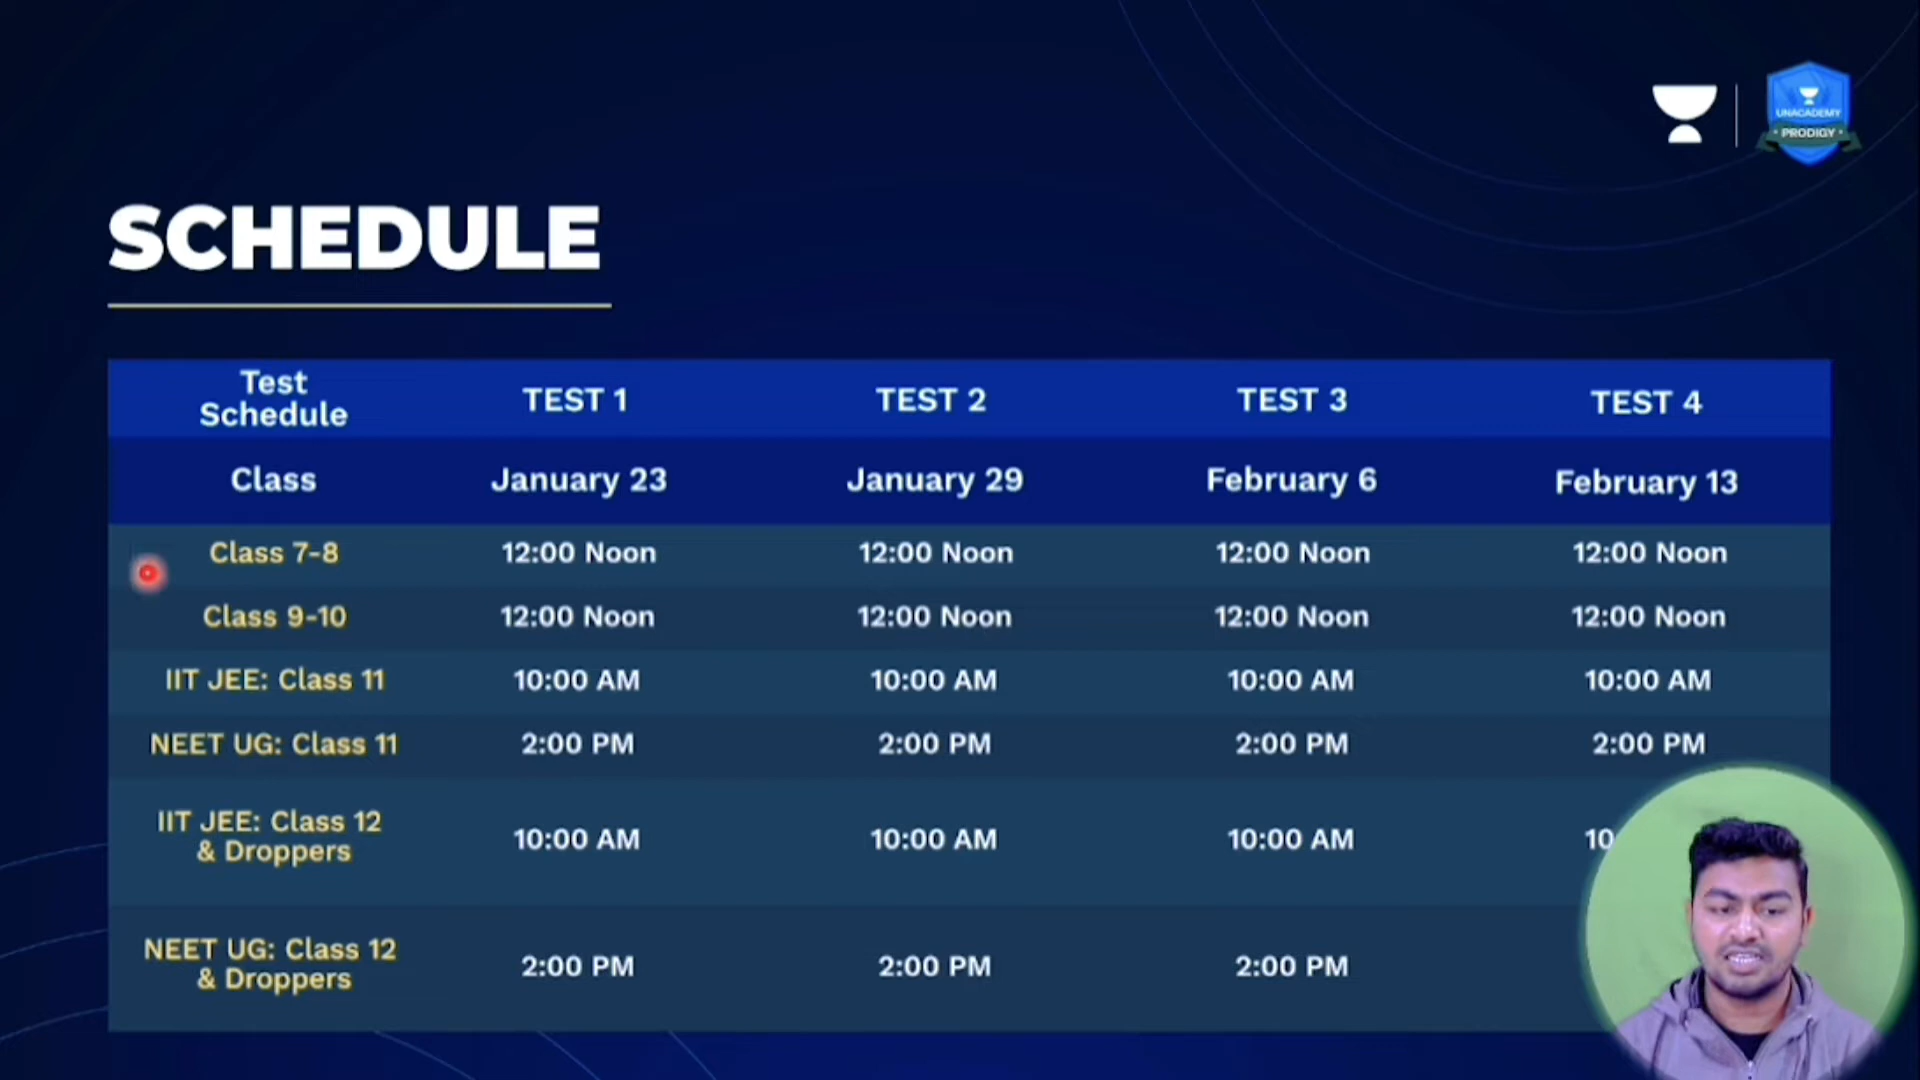 UNACADEMY
PRODIGY
SCHEDULE
Test Schedule TEST 1 TEST 2 TEST 3 TEST 4
Class January 23 January 29 February 6 February 13
Class 7-8 12:00 Noon 12:00 Noon 12:00 Noon 12:00 Noon
Class 9-10 12:00 Noon 12:00 Noon 12:00 Noon 12:00 Noon
IIT JEE: Class 11 10:00 AM 10:00 AM 10:00 AM 10:00 AM
NEET UG: Class 11 2:00 PM 2:00 PM 2:00 PM 2:00 PM
IIT JEE: Class 12 & Droppers 10:00 AM 10:00 AM 10:00 AM 10
NEET UG: Class 12 & Droppers 2:00 PM 2:00 PM 2:00 PM